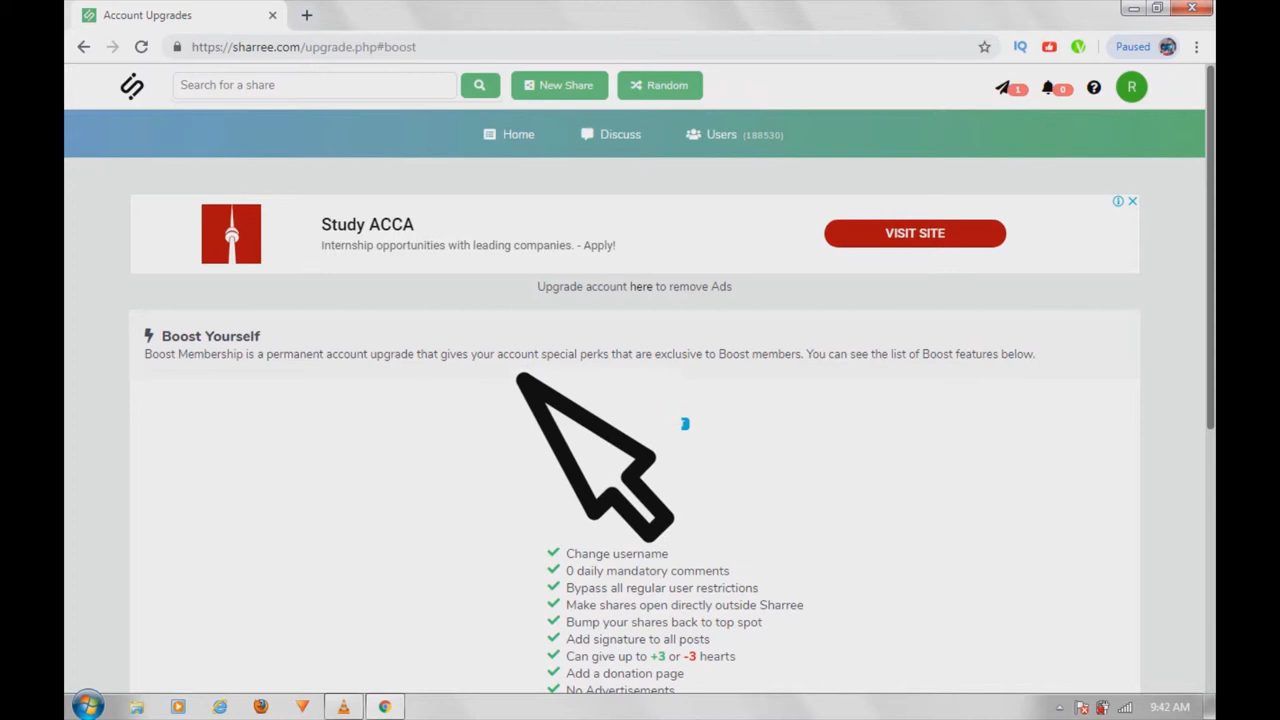 Account Upgrades
https://sharree.com/upgrade.php#boost
IQ
Paused
Search for a share
New Share
Random
1
0
R
Home
Discuss
Users (188530)
Study ACCA
Internship opportunities with leading companies. - Apply!
VISIT SITE
Upgrade account here to remove Ads
Boost Yourself
Boost Membership is a permanent account upgrade that gives your account special perks that are exclusive to Boost members. You can see the list of Boost features below.
Change username
0 daily mandatory comments
Bypass all regular user restrictions
Make shares open directly outside Sharree
Bump your shares back to top spot
Add signature to all posts
Can give up to +3 or -3 hearts
Add a donation page
No Advertisements
9:42 AM